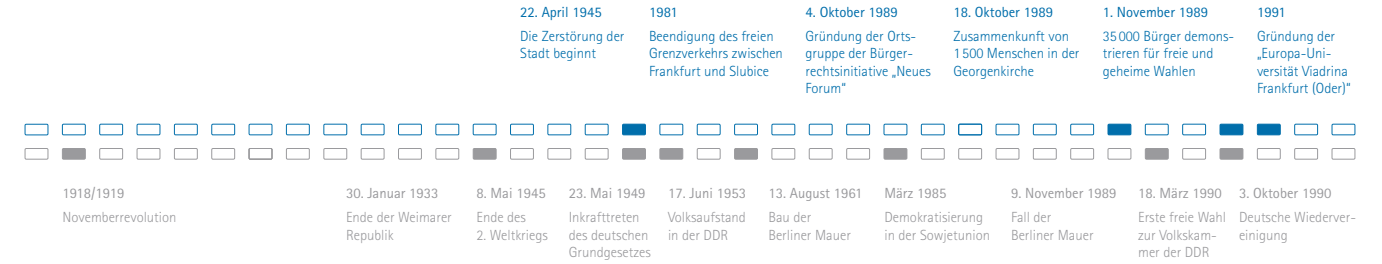 22. April 1945
Die Zerstörung der
Stadt beginnt
1981
Beendigung des freien
Grenzverkehrs zwischen
Frankfurt und Slubice
4. Oktober 1989
Gründung der Orts-
gruppe der Bürger-
rechtsinitiative „Neues
Forum“
18. Oktober 1989
Zusammenkunft von
1 500 Menschen in der
Georgenkirche
1. November 1989
35 000 Bürger demons-
trieren für freie und
geheime Wahlen
1991
Gründung der
„Europa-Uni-
versität Viadrina
Frankfurt (Oder)“
1918/1919
Novemberrevolution
30. Januar 1933
Ende der Weimarer
Republik
8. Mai 1945
Ende des
2. Weltkriegs
23. Mai 1949
Inkrafttreten
des deutschen
Grundgesetzes
17. Juni 1953
Volksaufstand
in der DDR
13. August 1961
Bau der
Berliner Mauer
März 1985
Demokratisierung
in der Sowjetunion
9. November 1989
Fall der
Berliner Mauer
18. März 1990
Erste freie Wahl
zur Volkskam-
mer der DDR
3. Oktober 1990
Deutsche Wiederver-
einigung